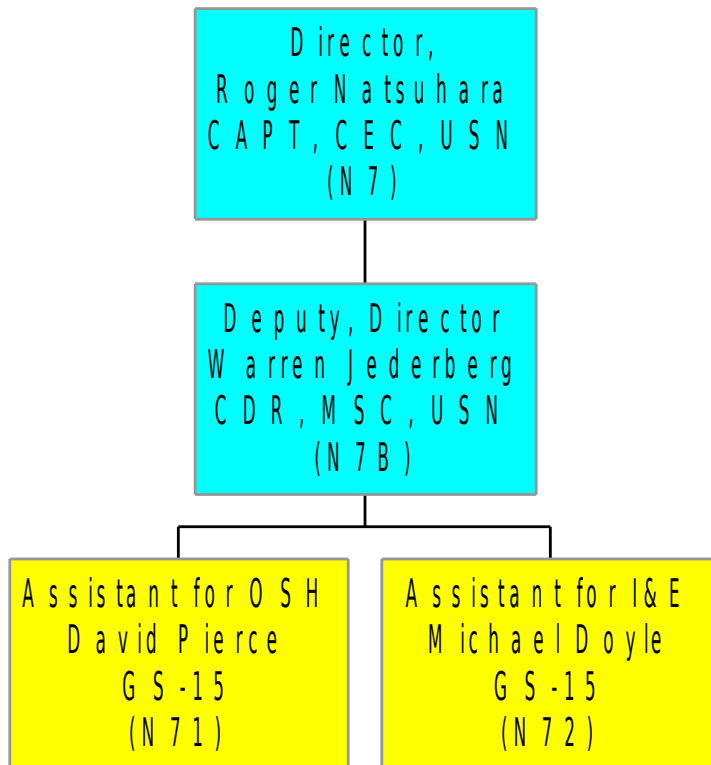 Director,
Roger Natsuhara
CAPT, CEC, USN
(N7)
Deputy, Director
Warren Jederberg
CDR, MSC, USN
(N7B)
Assistant for OSH
David Pierce
GS-15
(N71)
Assistant for I&E
Michael Doyle
GS-15
(N72)